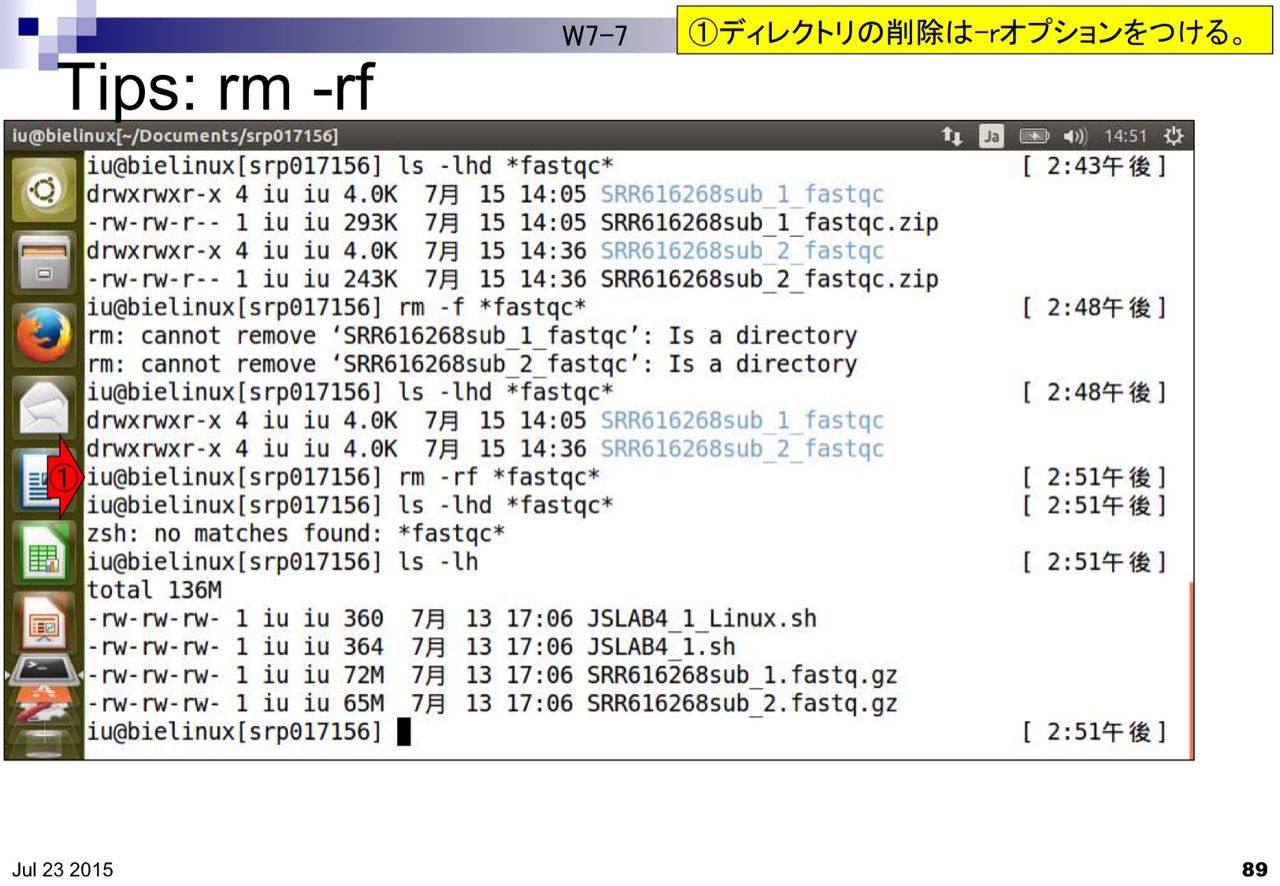 W7-7
①ディレクトリの削除は-rオプションをつける。
Tips: rm -rf
iu@bielinux[~/Documents/srp017156] Ja 14:51
iu@bielinux[srp017156] ls -lhd *fastqc* [ 2:43午後]
drwxrwxr-x 4 iu iu 4.0K 7月 15 14:05 SRR616268sub_1_fastqc
-rw-rw-r-- 1 iu iu 293K 7月 15 14:05 SRR616268sub_1_fastqc.zip
drwxrwxr-x 4 iu iu 4.0K 7月 15 14:36 SRR616268sub_2_fastqc
-rw-rw-r-- 1 iu iu 243K 7月 15 14:36 SRR616268sub_2_fastqc.zip
iu@bielinux[srp017156] rm -f *fastqc* [ 2:48午後]
rm: cannot remove ‘SRR616268sub_1_fastqc’: Is a directory
rm: cannot remove ‘SRR616268sub_2_fastqc’: Is a directory
iu@bielinux[srp017156] ls -lhd *fastqc* [ 2:48午後]
drwxrwxr-x 4 iu iu 4.0K 7月 15 14:05 SRR616268sub_1_fastqc
drwxrwxr-x 4 iu iu 4.0K 7月 15 14:36 SRR616268sub_2_fastqc
①
iu@bielinux[srp017156] rm -rf *fastqc* [ 2:51午後]
iu@bielinux[srp017156] ls -lhd *fastqc* [ 2:51午後]
zsh: no matches found: *fastqc*
iu@bielinux[srp017156] ls -lh [ 2:51午後]
total 136M
-rw-rw-rw- 1 iu iu 360 7月 13 17:06 JSLAB4_1_Linux.sh
-rw-rw-rw- 1 iu iu 364 7月 13 17:06 JSLAB4_1.sh
-rw-rw-rw- 1 iu iu 72M 7月 13 17:06 SRR616268sub_1.fastq.gz
-rw-rw-rw- 1 iu iu 65M 7月 13 17:06 SRR616268sub_2.fastq.gz
iu@bielinux[srp017156] [ 2:51午後]
Jul 23 2015
89